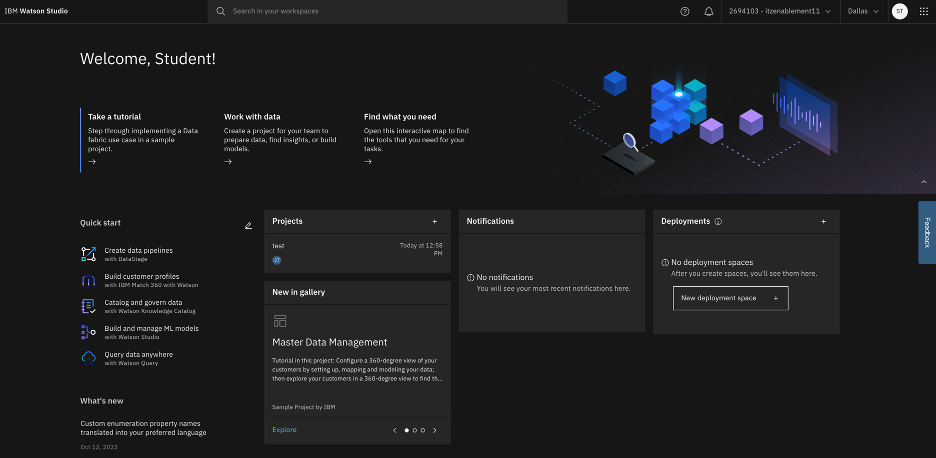 IBM Watson Studio
Search in your workspaces
2694103 - itzenablement11
Dallas
ST
Welcome, Student!
Take a tutorial
Step through implementing a Data
fabric use case in a sample
project.
Work with data
Create a project for your team to
prepare data, find insights, or build
models.
Find what you need
Open this interactive map to find
the tools that you need for your
tasks.
Feedback
Quick start
Create data pipelines
with DataStage
Build customer profiles
with IBM Match 360 with Watson
Catalog and govern data
with Watson Knowledge Catalog
Build and manage ML models
with Watson Studio
Query data anywhere
with Watson Query
What's new
Custom enumeration property names
translated into your preferred language
Oct 12, 2023
Projects
test
Today at 12:58
PM
ST
New in gallery
Master Data Management
Tutorial in this project: Configure a 360-degree view of your
customers by setting up, mapping and modeling your data;
then explore your customers in a 360-degree view to find th...
Sample Project by IBM
Explore
Notifications
No notifications
You will see your most recent notifications here.
Deployments
No deployment spaces
After you create spaces, you'll see them here.
New deployment space